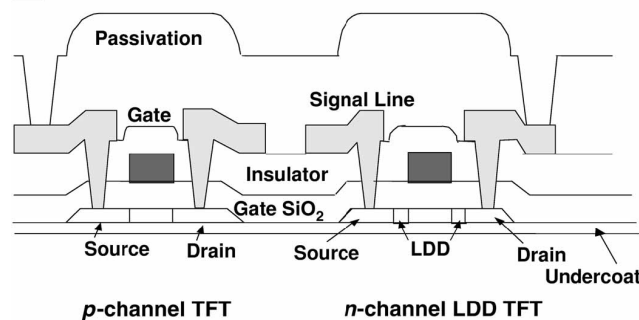 Passivation
Signal Line
Gate
Insulator
Gate SiO₂
Source
Drain
Source
LDD
Drain
Undercoat
p-channel TFT
n-channel LDD TFT